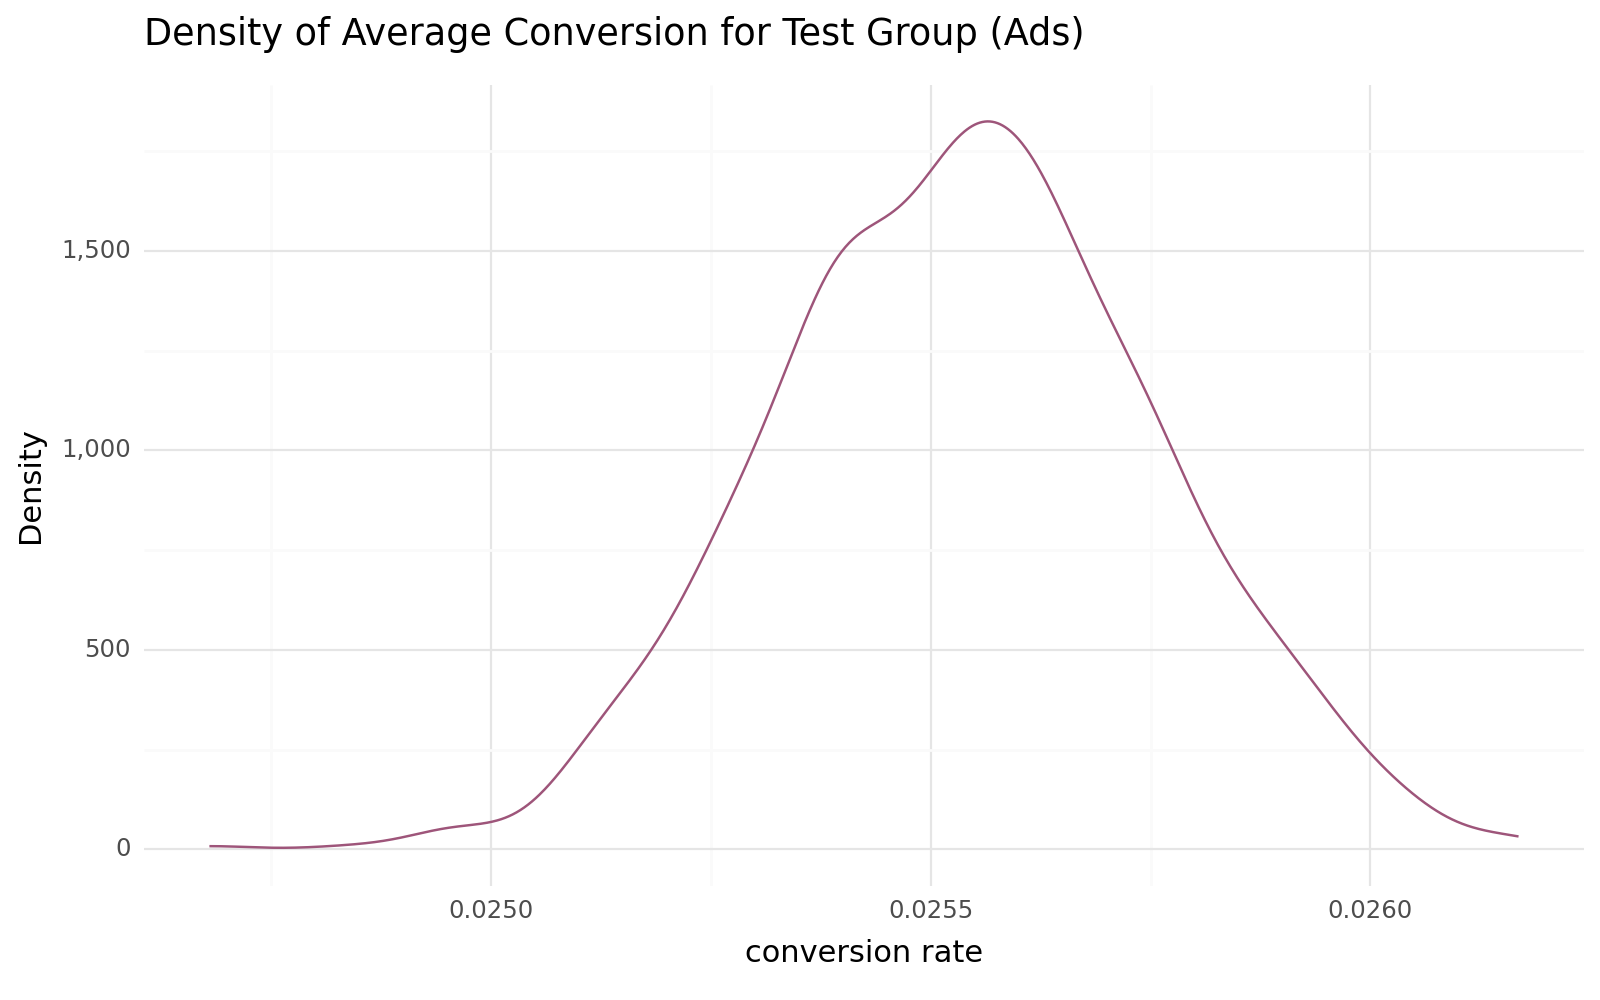 Density of Average Conversion for Test Group (Ads)
Density
1,500
1,000
500
0
0.0250
0.0255
0.0260
conversion rate